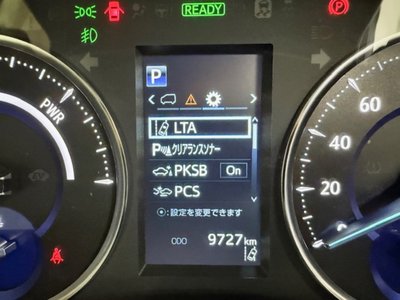 READY
P
LTA
PWR
60
Pクリアランスソナー
PKSB On
20
PCS
:設定を変更できます
ODO 9727km